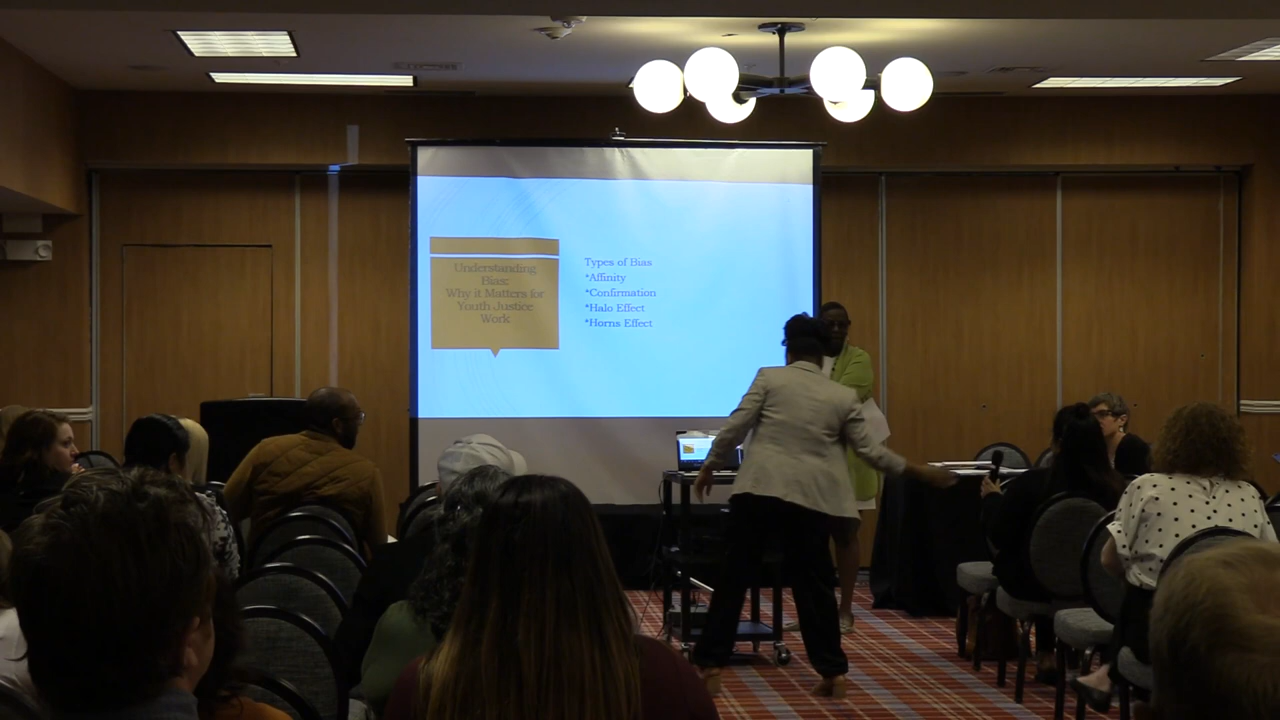 Understanding
Bias:
Why it Matters for
Youth Justice
Work
Types of Bias
*Affinity
*Confirmation
*Halo Effect
*Horns Effect